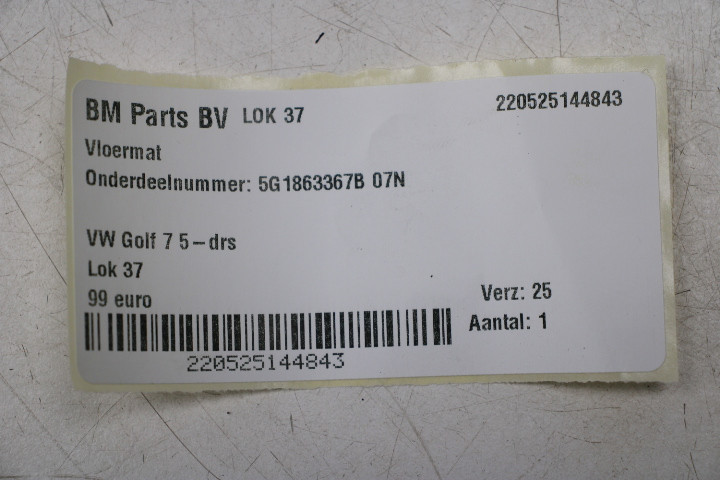 BM Parts BV LOK 37 220525144843
Vloermat
Onderdeelnummer: 5G1863367B 07N
VW Golf 7 5-drs
Lok 37
99 euro Verz: 25
Aantal: 1
220525144843